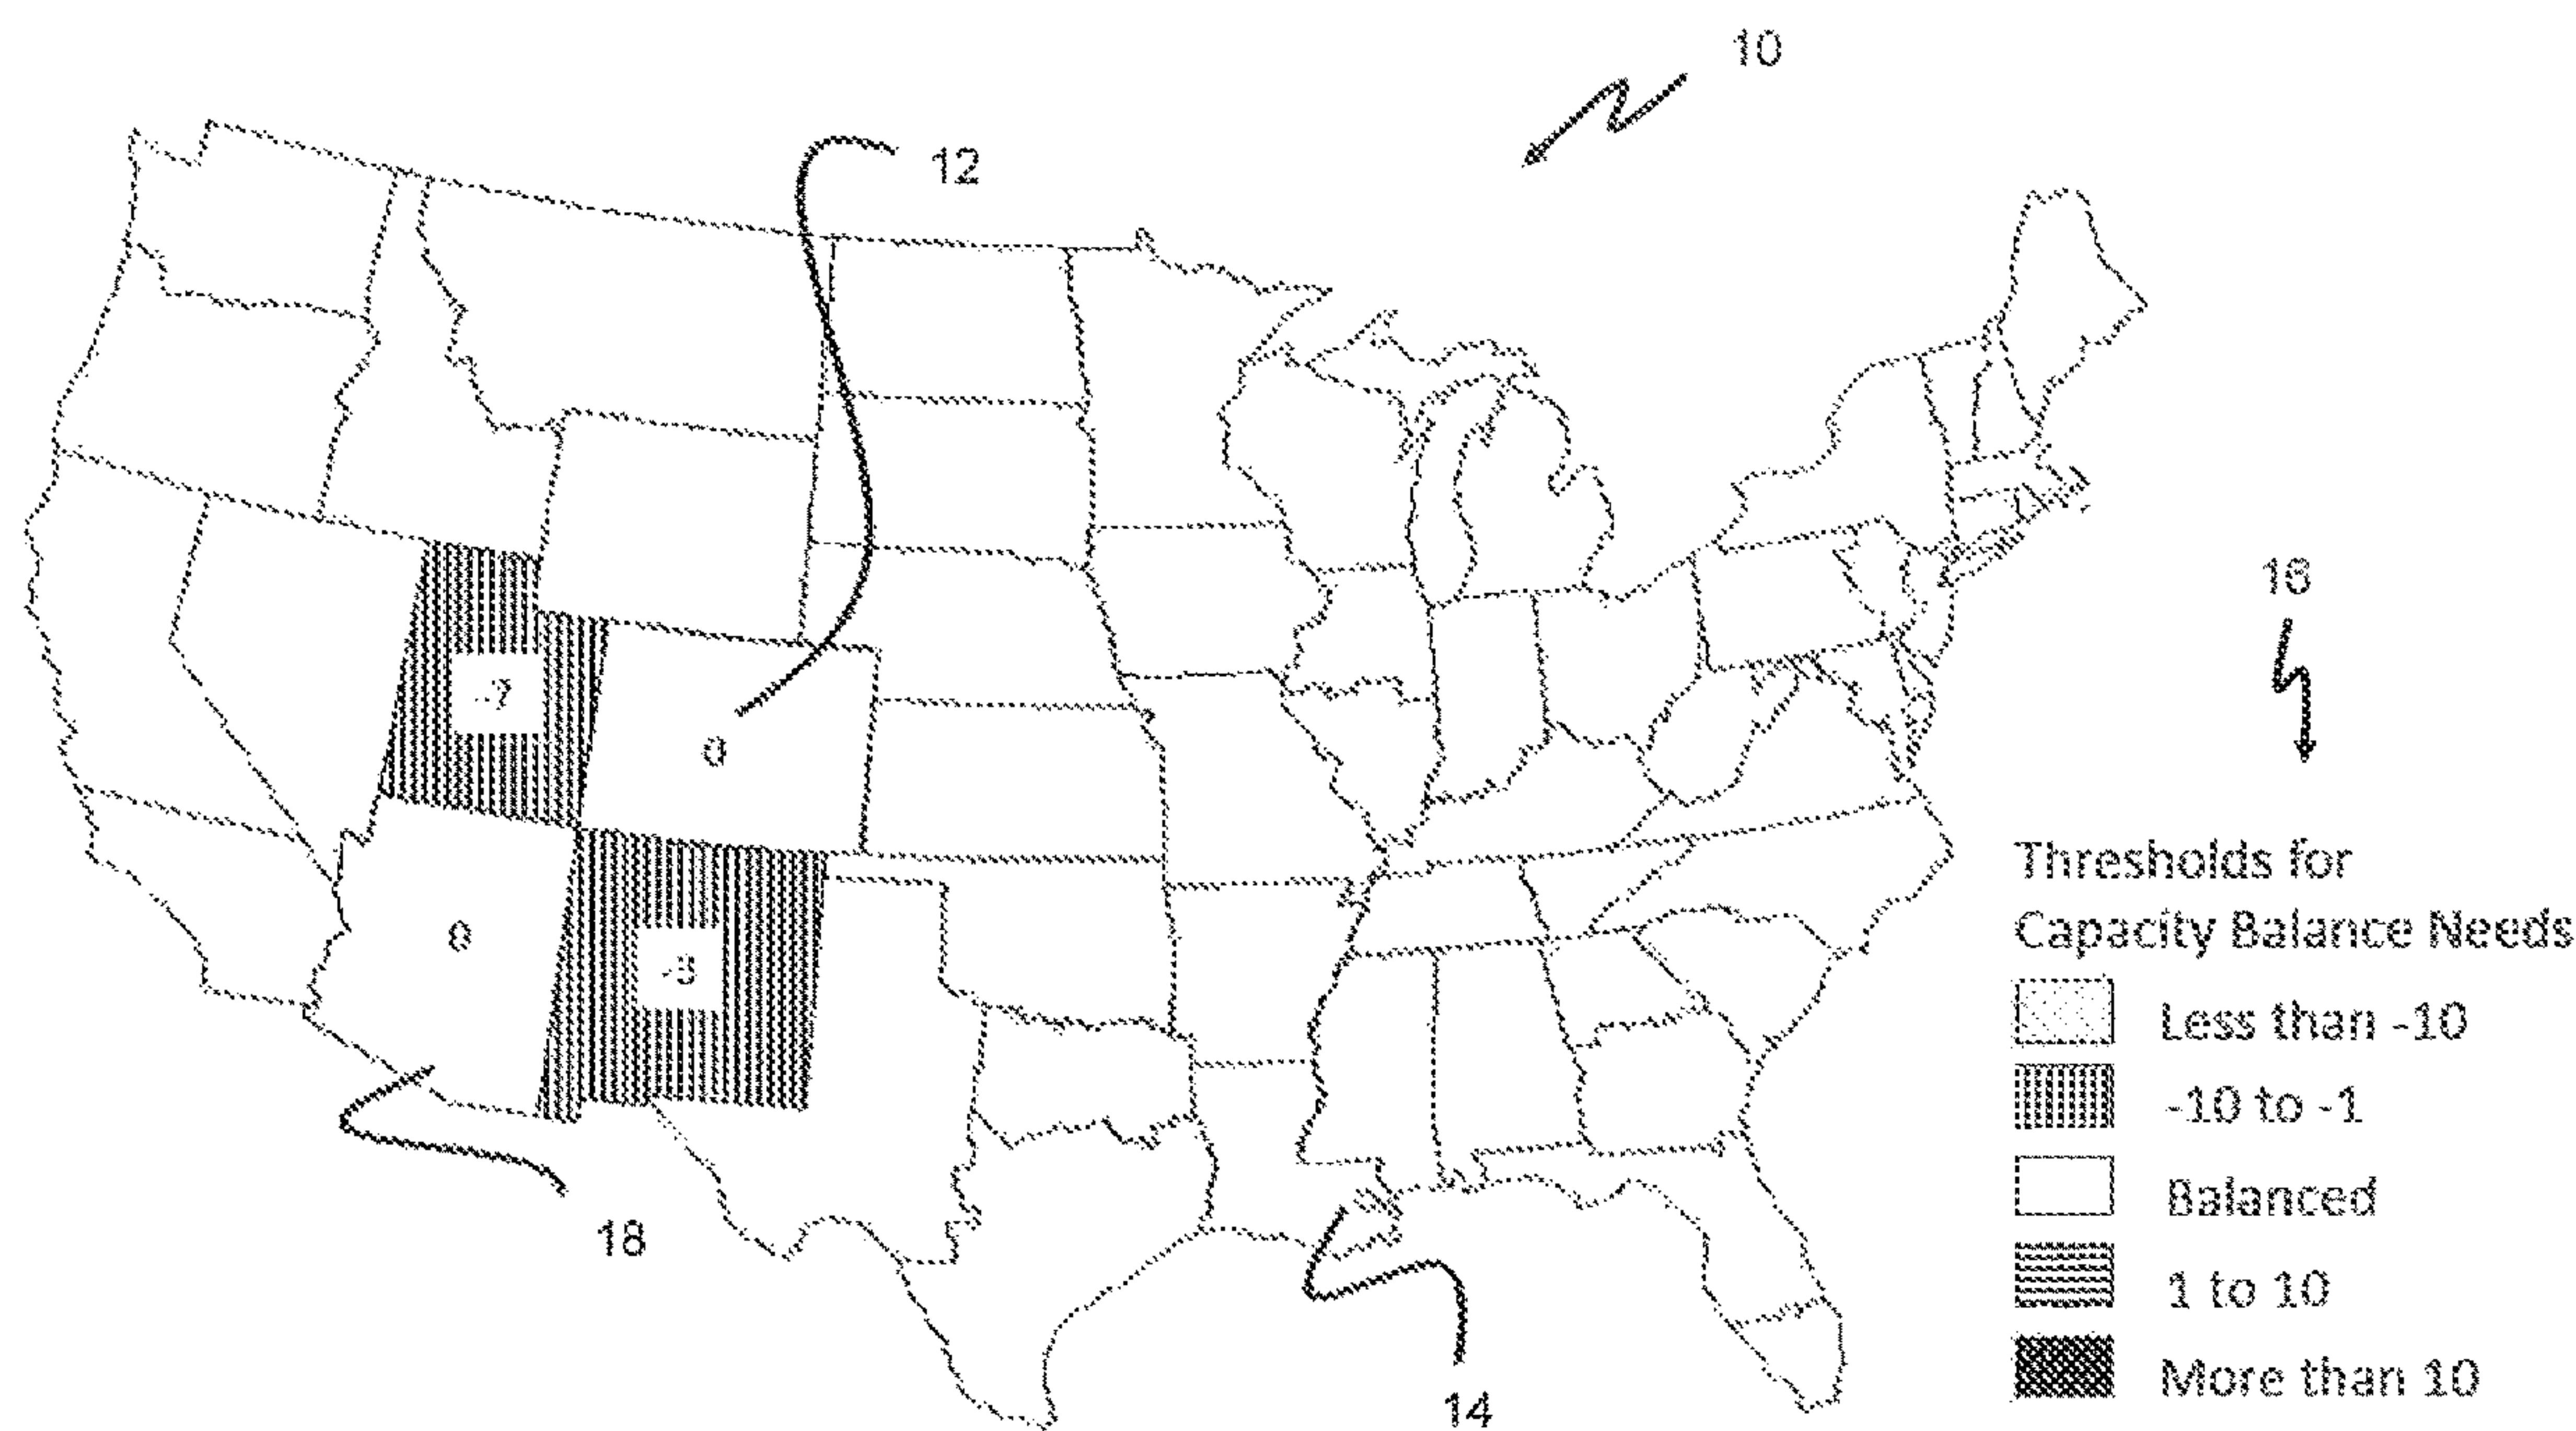 10
12
16
-7
0
0
18
14
Thresholds for
Capacity Balance Needs
Less than -10
-10 to -1
Balanced
1 to 10
More than 10